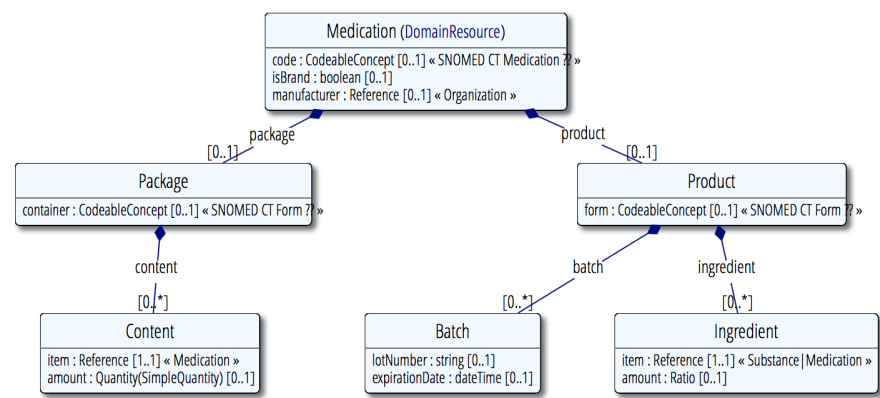 Medication (DomainResource)
code : CodeableConcept [0..1] « SNOMED CT Medication ?? »
isBrand : boolean [0..1]
manufacturer : Reference [0..1] « Organization »
package
product
[0..1]
[0..1]
Package
container : CodeableConcept [0..1] « SNOMED CT Form ?? »
Product
form : CodeableConcept [0..1] « SNOMED CT Form ?? »
content
batch
ingredient
[0..*]
[0..*]
[0..*]
Content
item : Reference [1..1] « Medication »
amount : Quantity(SimpleQuantity) [0..1]
Batch
lotNumber : string [0..1]
expirationDate : dateTime [0..1]
Ingredient
item : Reference [1..1] « Substance|Medication »
amount : Ratio [0..1]